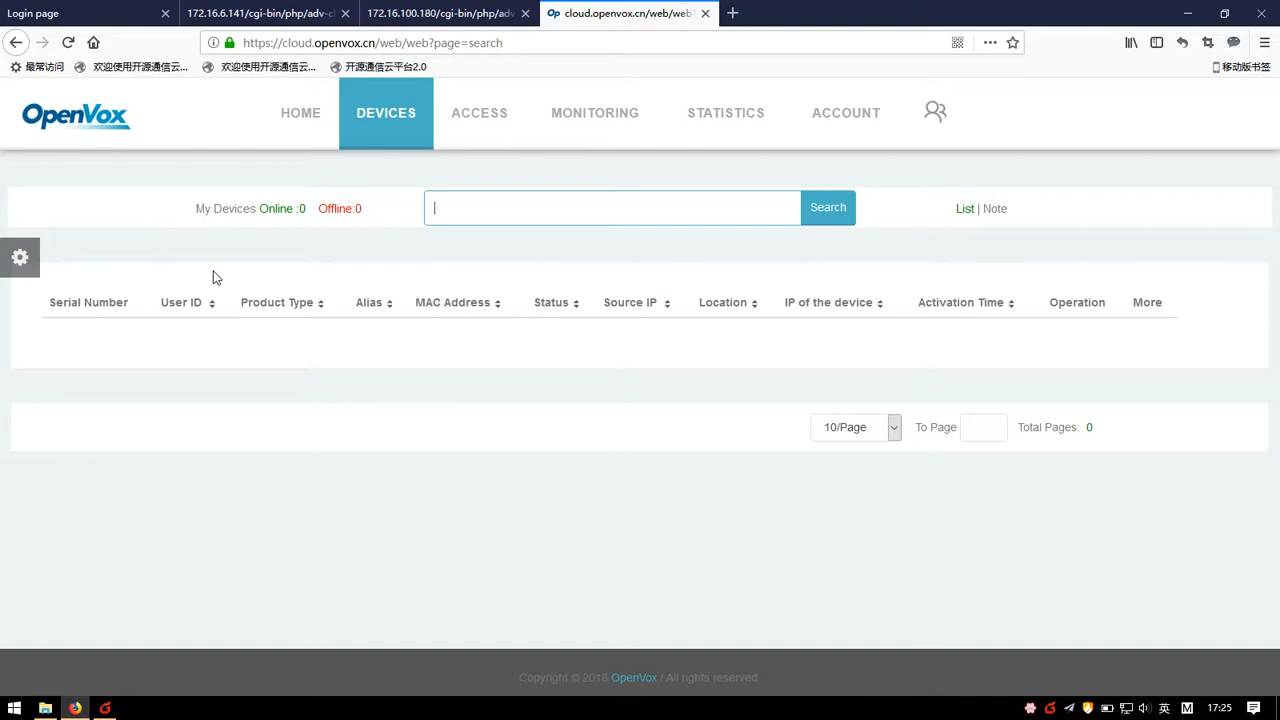 Login page
172.16.6.141/cgi-bin/php/adv-cl
172.16.100.180/cgi-bin/php/adv
cloud.openvox.cn/web/web?
https://cloud.openvox.cn/web/web?page=search
最常访问
欢迎使用开源通信云...
欢迎使用开源通信云...
开源通信云平台2.0
移动版书签
OpenVox
HOME
DEVICES
ACCESS
MONITORING
STATISTICS
ACCOUNT
My Devices Online :0 Offline:0
Search
List | Note
Serial Number
User ID
Product Type
Alias
MAC Address
Status
Source IP
Location
IP of the device
Activation Time
Operation
More
10/Page
To Page
Total Pages: 0
Copyright © 2018 OpenVox / All rights reserved
英
M
17:25